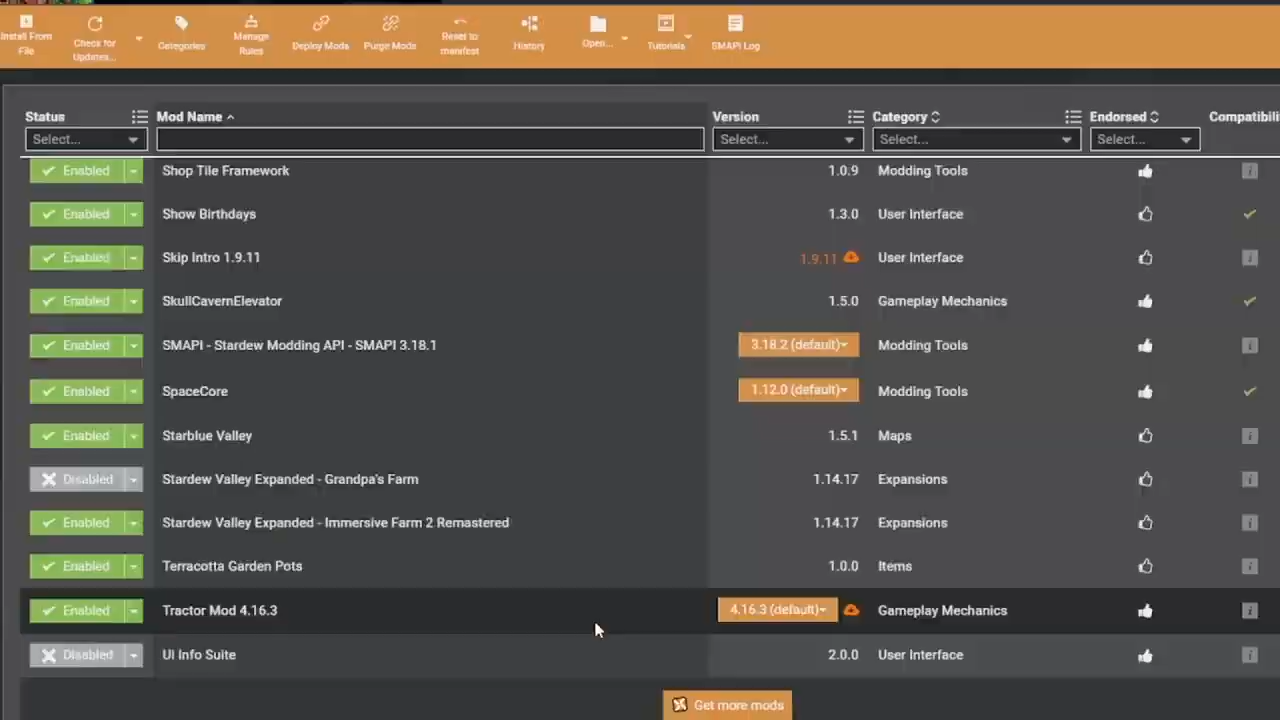 Install From File
Check for Updates...
Categories
Manage Rules
Deploy Mods
Purge Mods
Reset to manifest
History
Open...
Tutorials
SMAPI Log
Status Mod Name Version Category Endorsed Compatibili
Select... Select... Select... Select...
Enabled Shop Tile Framework 1.0.9 Modding Tools
Enabled Show Birthdays 1.3.0 User Interface
Enabled Skip Intro 1.9.11 1.9.11 User Interface
Enabled SkullCavernElevator 1.5.0 Gameplay Mechanics
Enabled SMAPI - Stardew Modding API - SMAPI 3.18.1 3.18.2 (default) Modding Tools
Enabled SpaceCore 1.12.0 (default) Modding Tools
Enabled Starblue Valley 1.5.1 Maps
Disabled Stardew Valley Expanded - Grandpa's Farm 1.14.17 Expansions
Enabled Stardew Valley Expanded - Immersive Farm 2 Remastered 1.14.17 Expansions
Enabled Terracotta Garden Pots 1.0.0 Items
Enabled Tractor Mod 4.16.3 4.16.3 (default) Gameplay Mechanics
Disabled UI Info Suite 2.0.0 User Interface
Get more mods